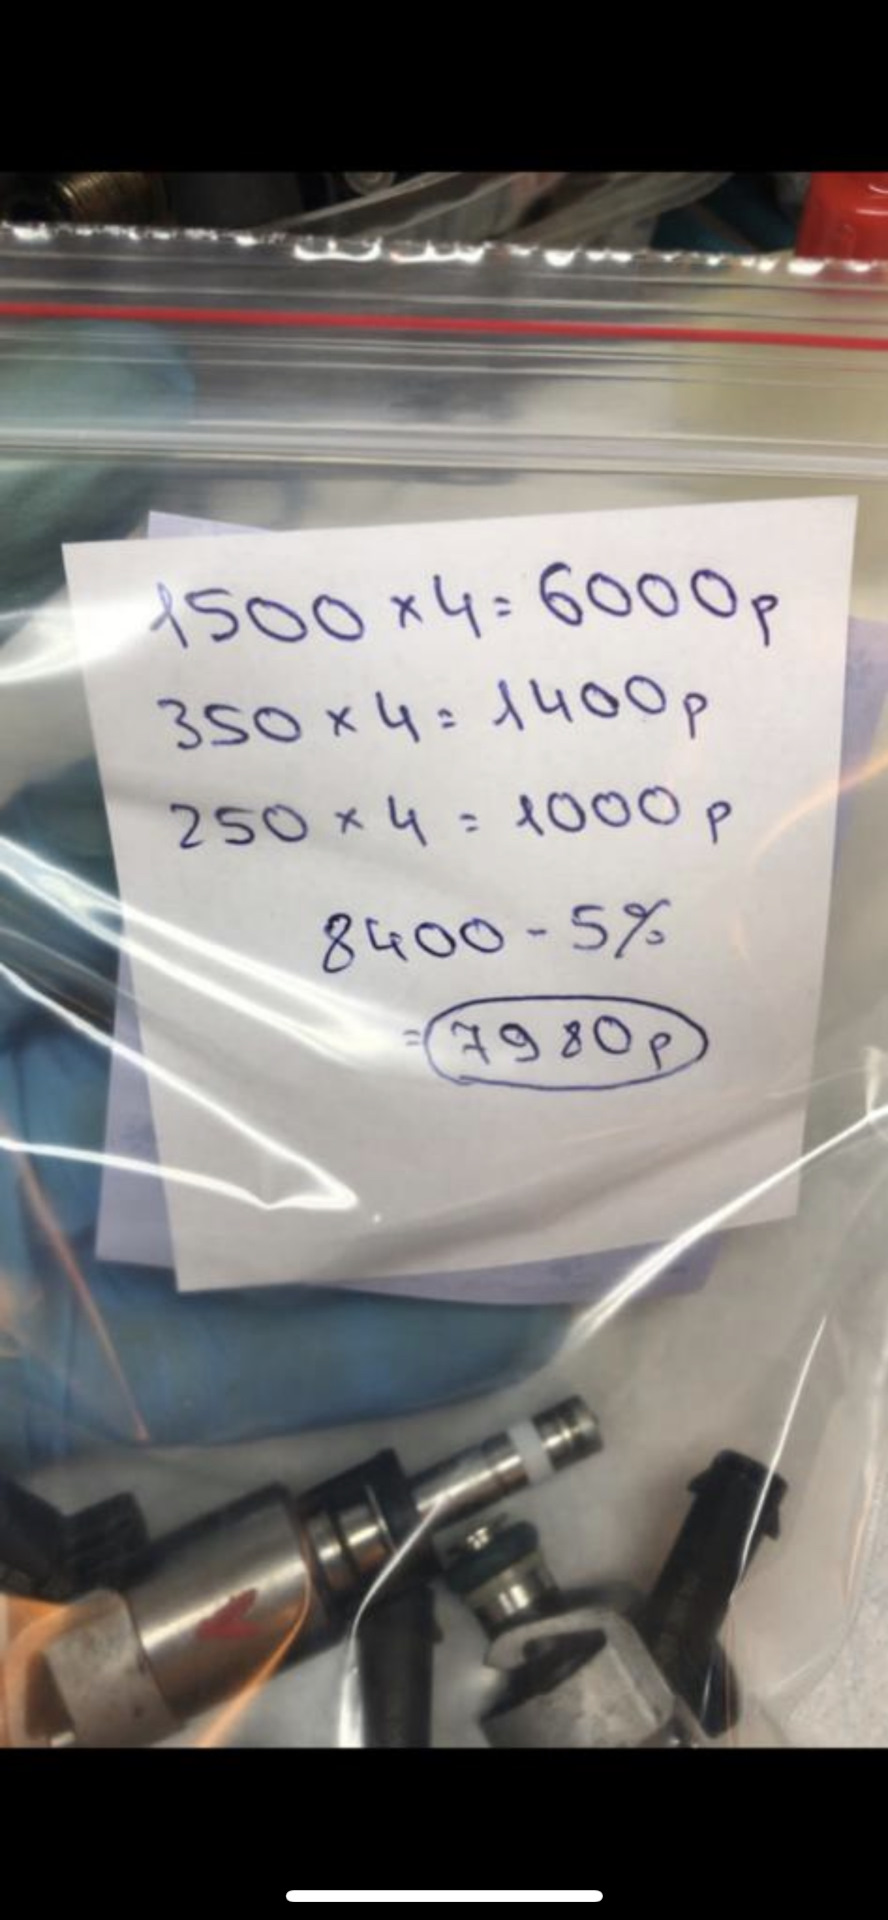 1500 × 4 = 6000р
350 × 4 = 1400р
250 × 4 = 1000р
8400 - 5%
= 7980р